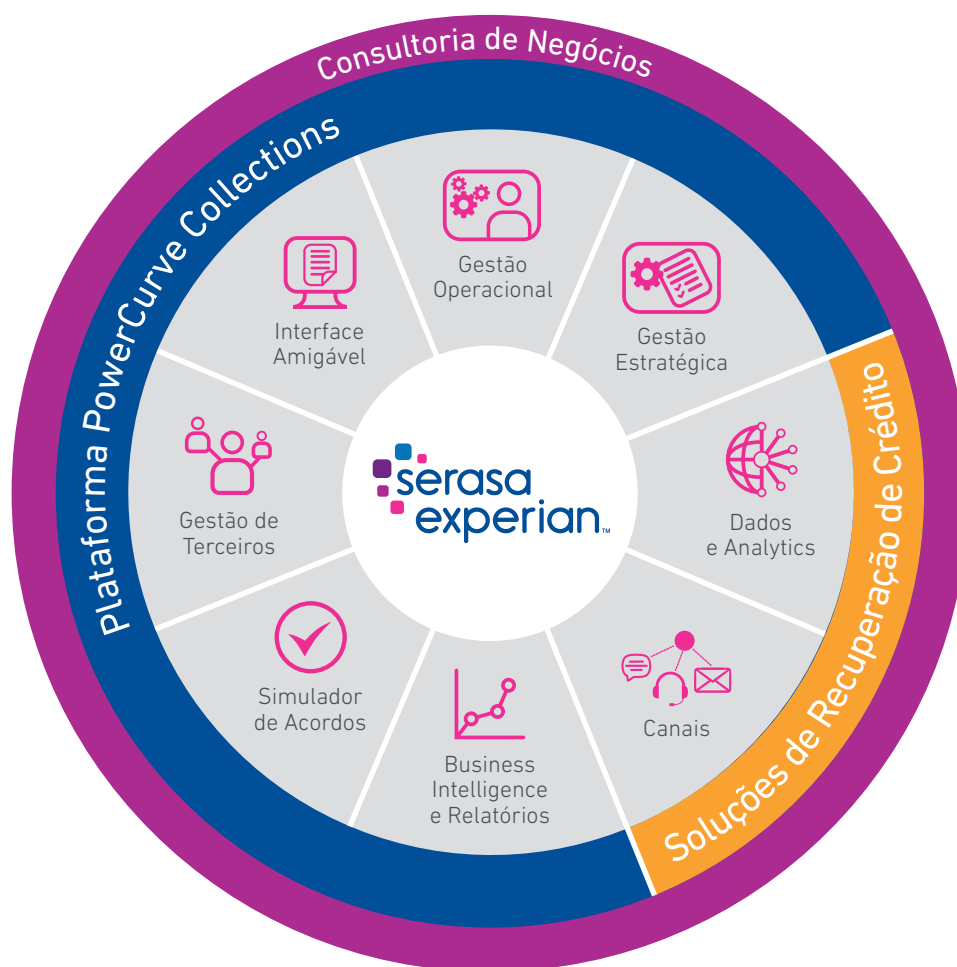 Consultoria de Negócios
Plataforma PowerCurve Collections
Soluções de Recuperação de Crédito
Gestão
Operacional
Gestão
Estratégica
Dados
e Analytics
Canais
Business
Intelligence
e Relatórios
Simulador
de Acordos
Gestão de
Terceiros
Interface
Amigável
serasa
experian™